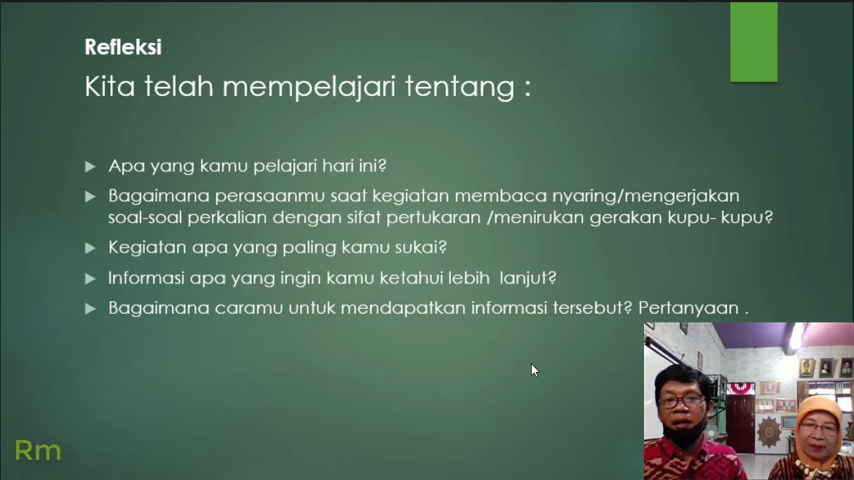 Refleksi
Kita telah mempelajari tentang :
Apa yang kamu pelajari hari ini?
Bagaimana perasaanmu saat kegiatan membaca nyaring/mengerjakan
soal-soal perkalian dengan sifat pertukaran /menirukan gerakan kupu- kupu?
Kegiatan apa yang paling kamu sukai?
Informasi apa yang ingin kamu ketahui lebih lanjut?
Bagaimana caramu untuk mendapatkan informasi tersebut? Pertanyaan .
Rm